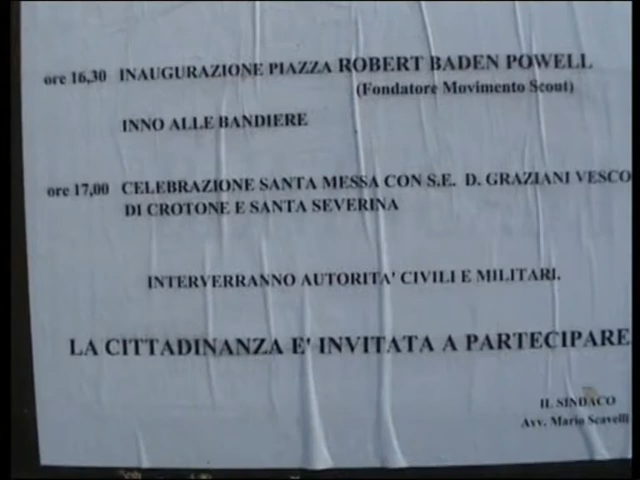 ore 16,30 INAUGURAZIONE PIAZZA ROBERT BADEN POWELL
(Fondatore Movimento Scout)
INNO ALLE BANDIERE
ore 17,00 CELEBRAZIONE SANTA MESSA CON S.E. D. GRAZIANI VESCO
DI CROTONE E SANTA SEVERINA
INTERVERRANNO AUTORITA' CIVILI E MILITARI.
LA CITTADINANZA E' INVITATA A PARTECIPARE
IL SINDACO
Avv. Mario Scavelli